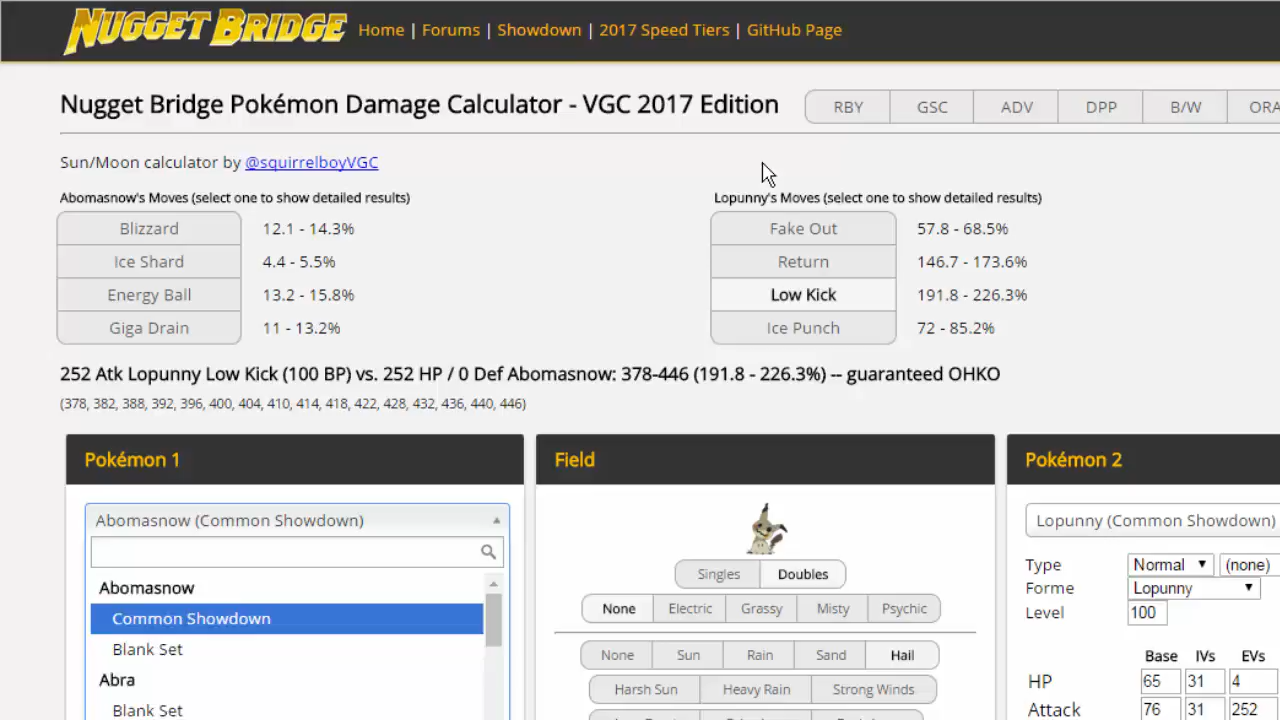 NUGGET BRIDGE Home | Forums | Showdown | 2017 Speed Tiers | GitHub Page
Nugget Bridge Pokémon Damage Calculator - VGC 2017 Edition RBY GSC ADV DPP B/W ORA
Sun/Moon calculator by @squirrelboyVGC
Abomasnow's Moves (select one to show detailed results) Lopunny's Moves (select one to show detailed results)
Blizzard 12.1 - 14.3% Fake Out 57.8 - 68.5%
Ice Shard 4.4 - 5.5% Return 146.7 - 173.6%
Energy Ball 13.2 - 15.8% Low Kick 191.8 - 226.3%
Giga Drain 11 - 13.2% Ice Punch 72 - 85.2%
252 Atk Lopunny Low Kick (100 BP) vs. 252 HP / 0 Def Abomasnow: 378-446 (191.8 - 226.3%) -- guaranteed OHKO
(378, 382, 388, 392, 396, 400, 404, 410, 414, 418, 422, 428, 432, 436, 440, 446)
Pokémon 1 Field Pokémon 2
Abomasnow (Common Showdown) Lopunny (Common Showdown)
Type Normal (none)
Singles Doubles
Forme Lopunny
Abomasnow
None Electric Grassy Misty Psychic
Level 100
Common Showdown
Blank Set
None Sun Rain Sand Hail
Base IVs EVs
Abra
HP 65 31 4
Harsh Sun Heavy Rain Strong Winds
Blank Set
Attack 76 31 252